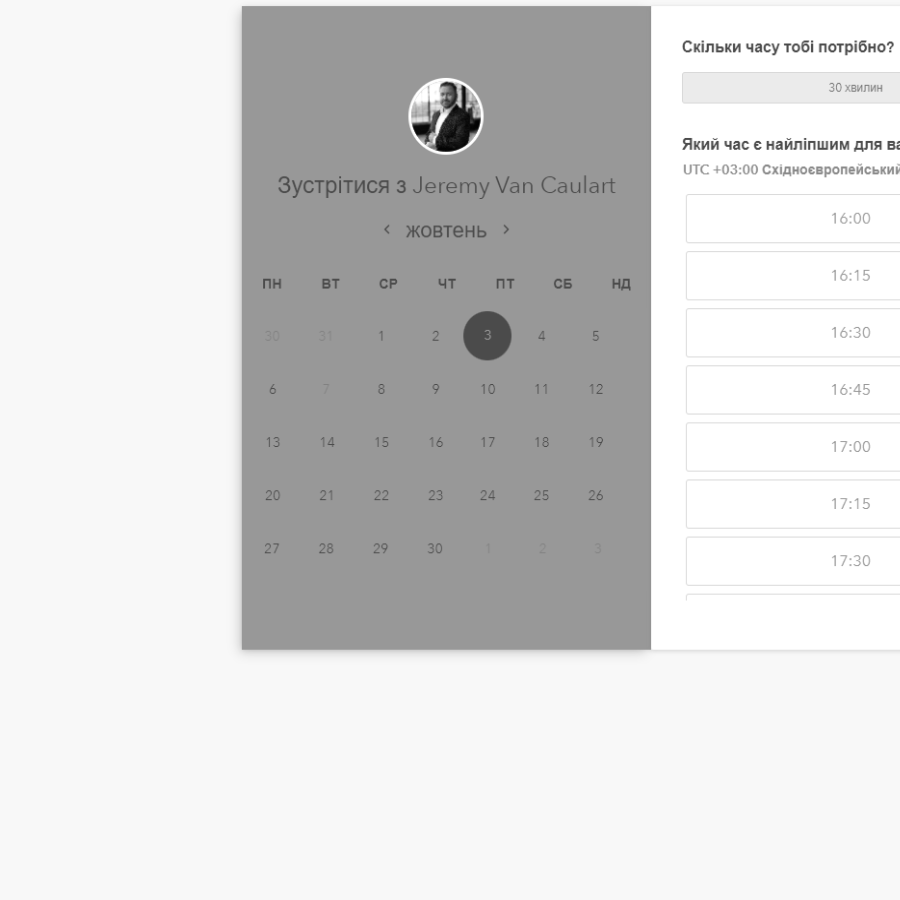 Зустрітися з Jeremy Van Caulart
жовтень
ПН ВТ СР ЧТ ПТ СБ НД
30 31 1 2 3 4 5
6 7 8 9 10 11 12
13 14 15 16 17 18 19
20 21 22 23 24 25 26
27 28 29 30 1 2 3
Скільки часу тобі потрібно?
30 хвилин
Який час є найліпшим для
UTC +03:00 Східноєвропейський
16:00
16:15
16:30
16:45
17:00
17:15
17:30